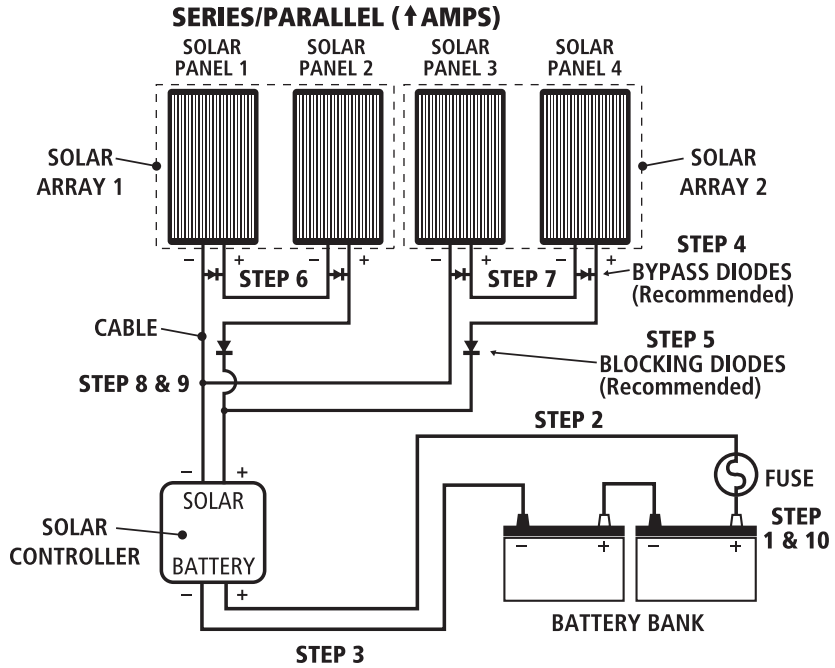 SERIES/PARALLEL (↑ AMPS)
SOLAR
PANEL 1
SOLAR
PANEL 2
SOLAR
PANEL 3
SOLAR
PANEL 4
SOLAR
ARRAY 1
SOLAR
ARRAY 2
− +
− +
− +
− +
STEP 6
STEP 7
STEP 4
BYPASS DIODES
(Recommended)
CABLE
STEP 5
BLOCKING DIODES
(Recommended)
STEP 8 & 9
STEP 2
FUSE
− +
SOLAR
SOLAR
CONTROLLER
BATTERY
− +
STEP
1 & 10
− +
− +
BATTERY BANK
STEP 3